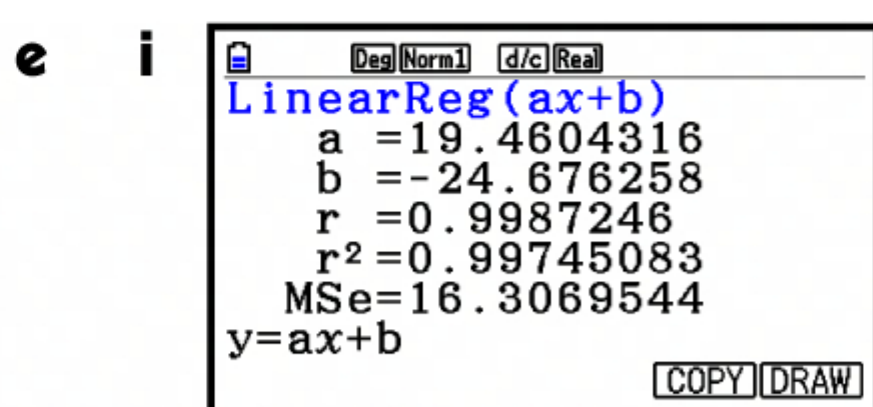 e i
Deg Norm1 d/c Real
LinearReg(ax+b)
a =19.4604316
b =-24.676258
r =0.9987246
r²=0.99745083
MSe=16.3069544
y=ax+b
COPY DRAW